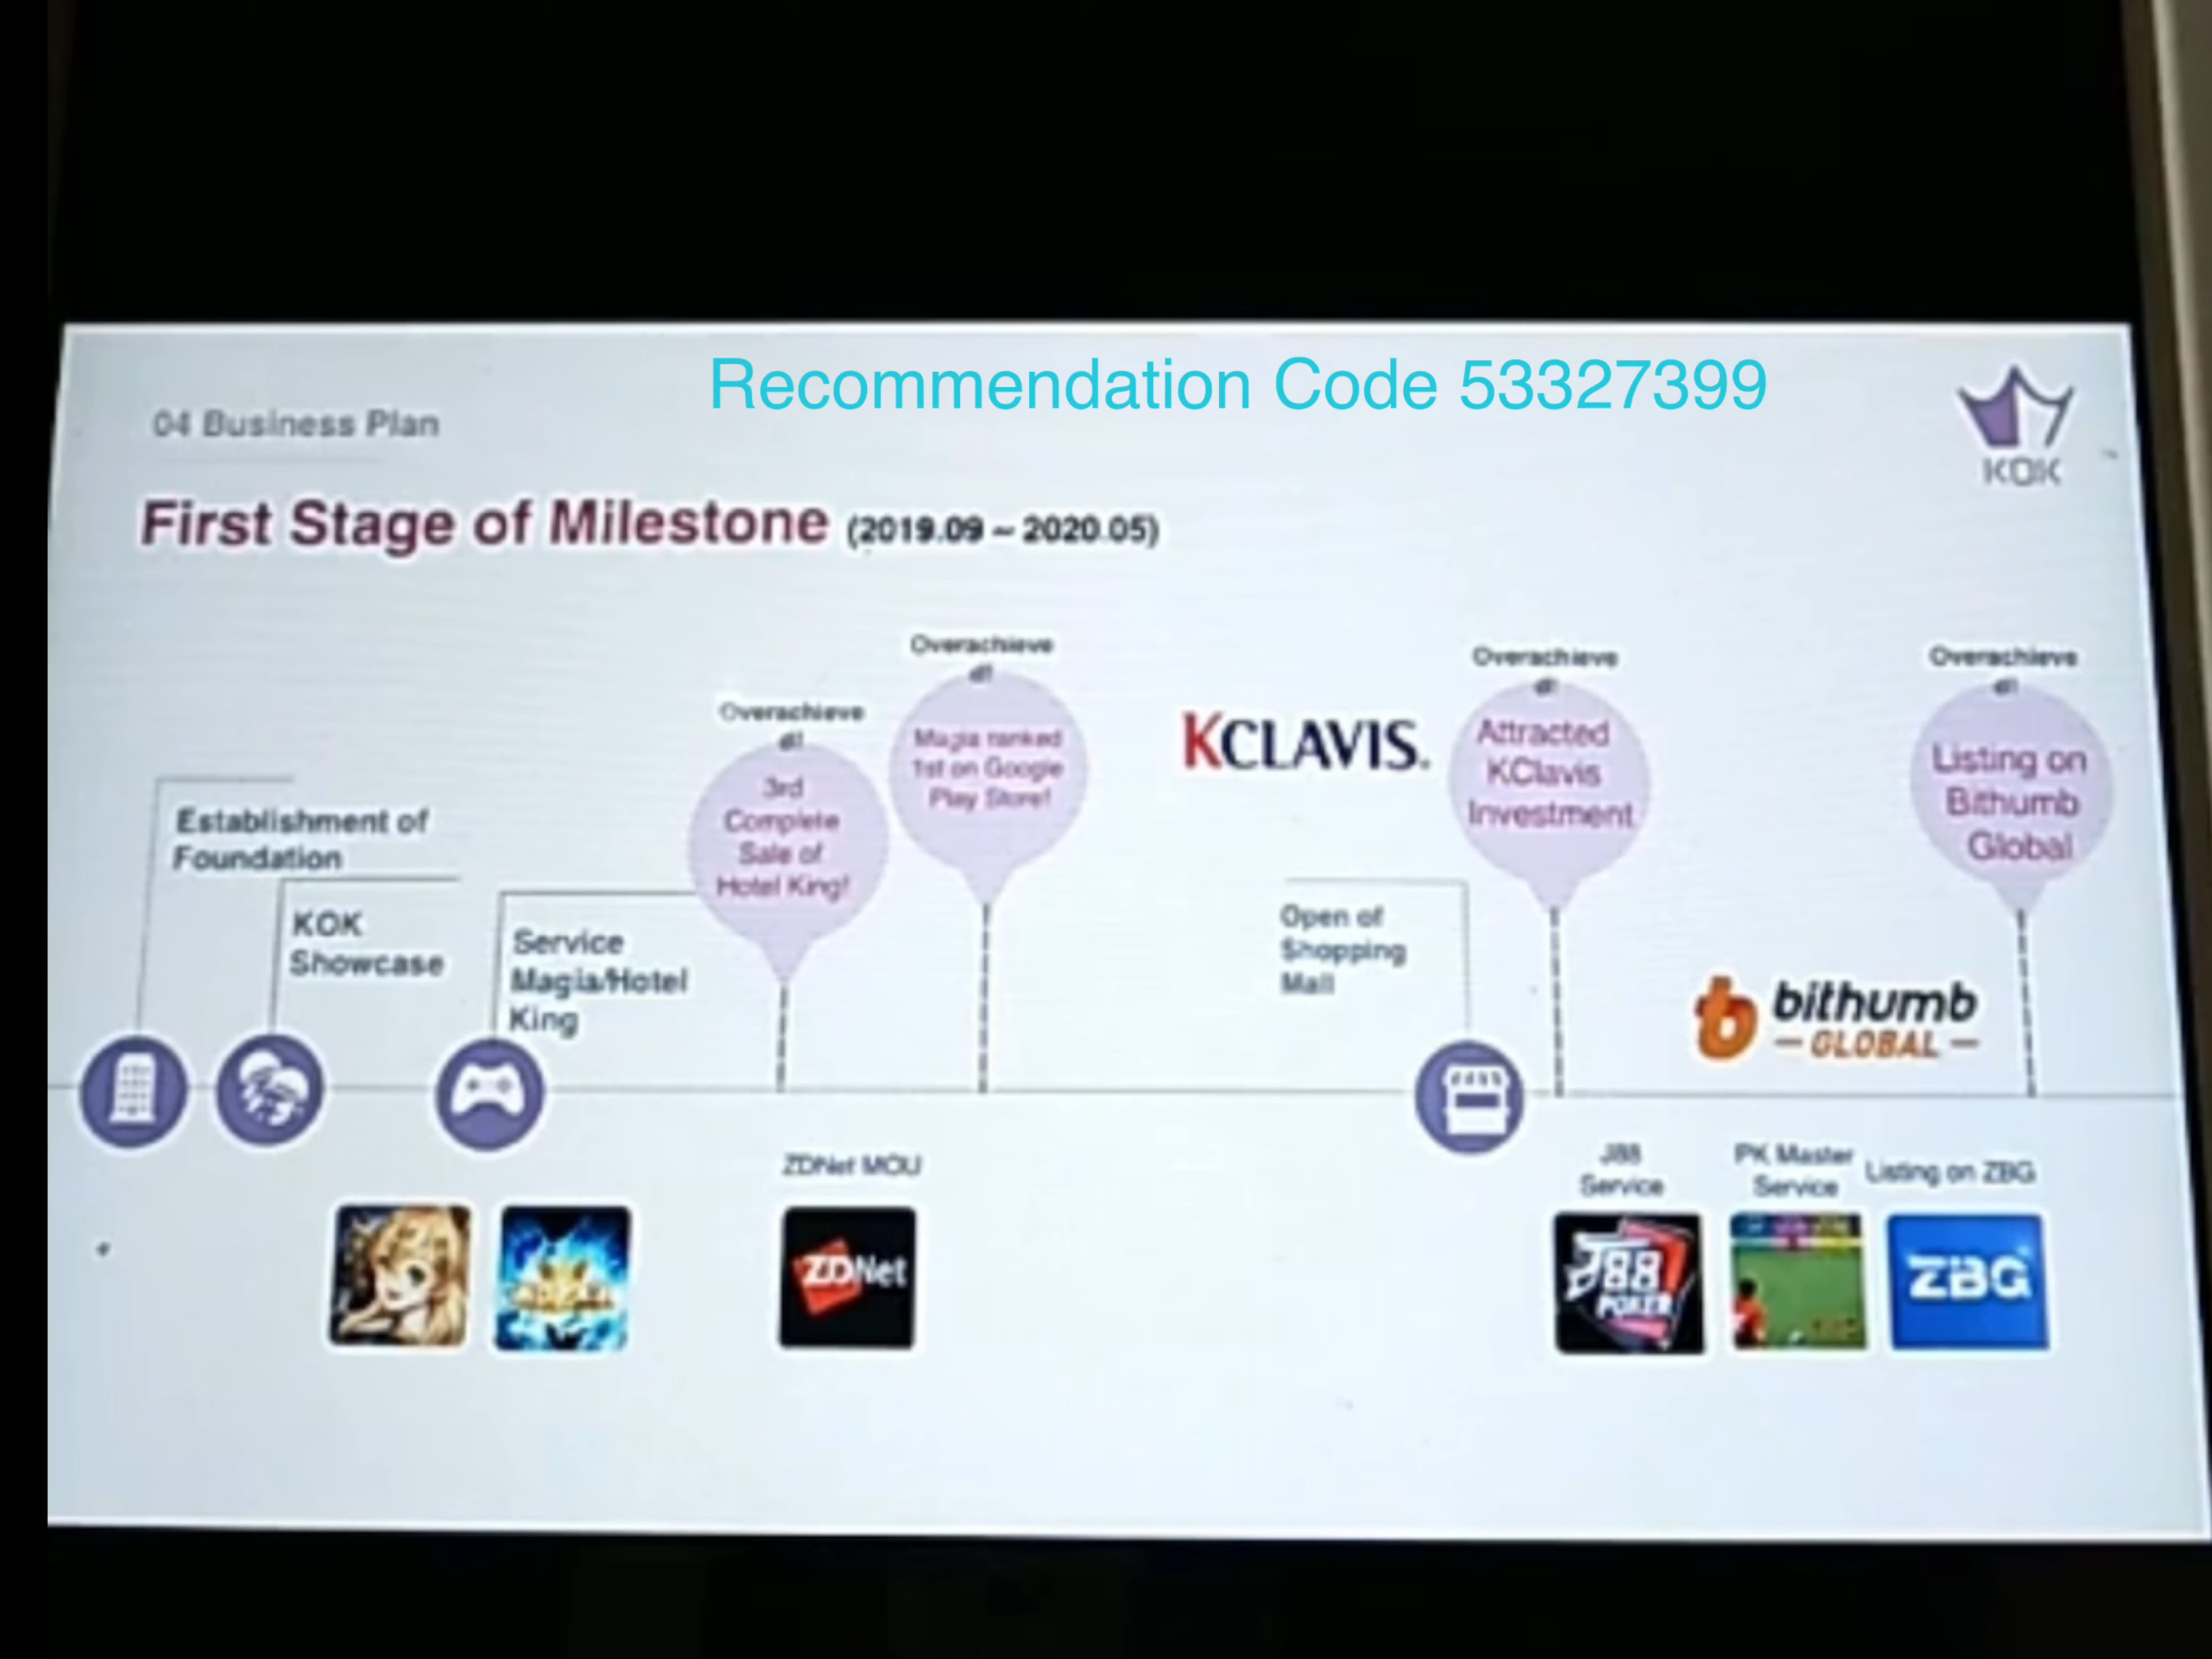 Recommendation Code 53327399
04 Business Plan
KOK
First Stage of Milestone (2019.09 ~ 2020.05)
Establishment of
Foundation
KOK
Showcase
Service
Magia/Hotel
King
Overachieve
d!!
3rd
Complete
Sale of
Hotel King!
Overachieve
d!!
Magia ranked
1st on Google
Play Store!
KCLAVIS.
Open of
Shopping
Mall
Overachieve
d!!
Attracted
KClavis
Investment
bithumb
GLOBAL
Overachieve
d!!
Listing on
Bithumb
Global
ZDNet MOU
ZDNet
J88
Service
J88
POKER
PK Master
Service
Listing on ZBG
ZBG